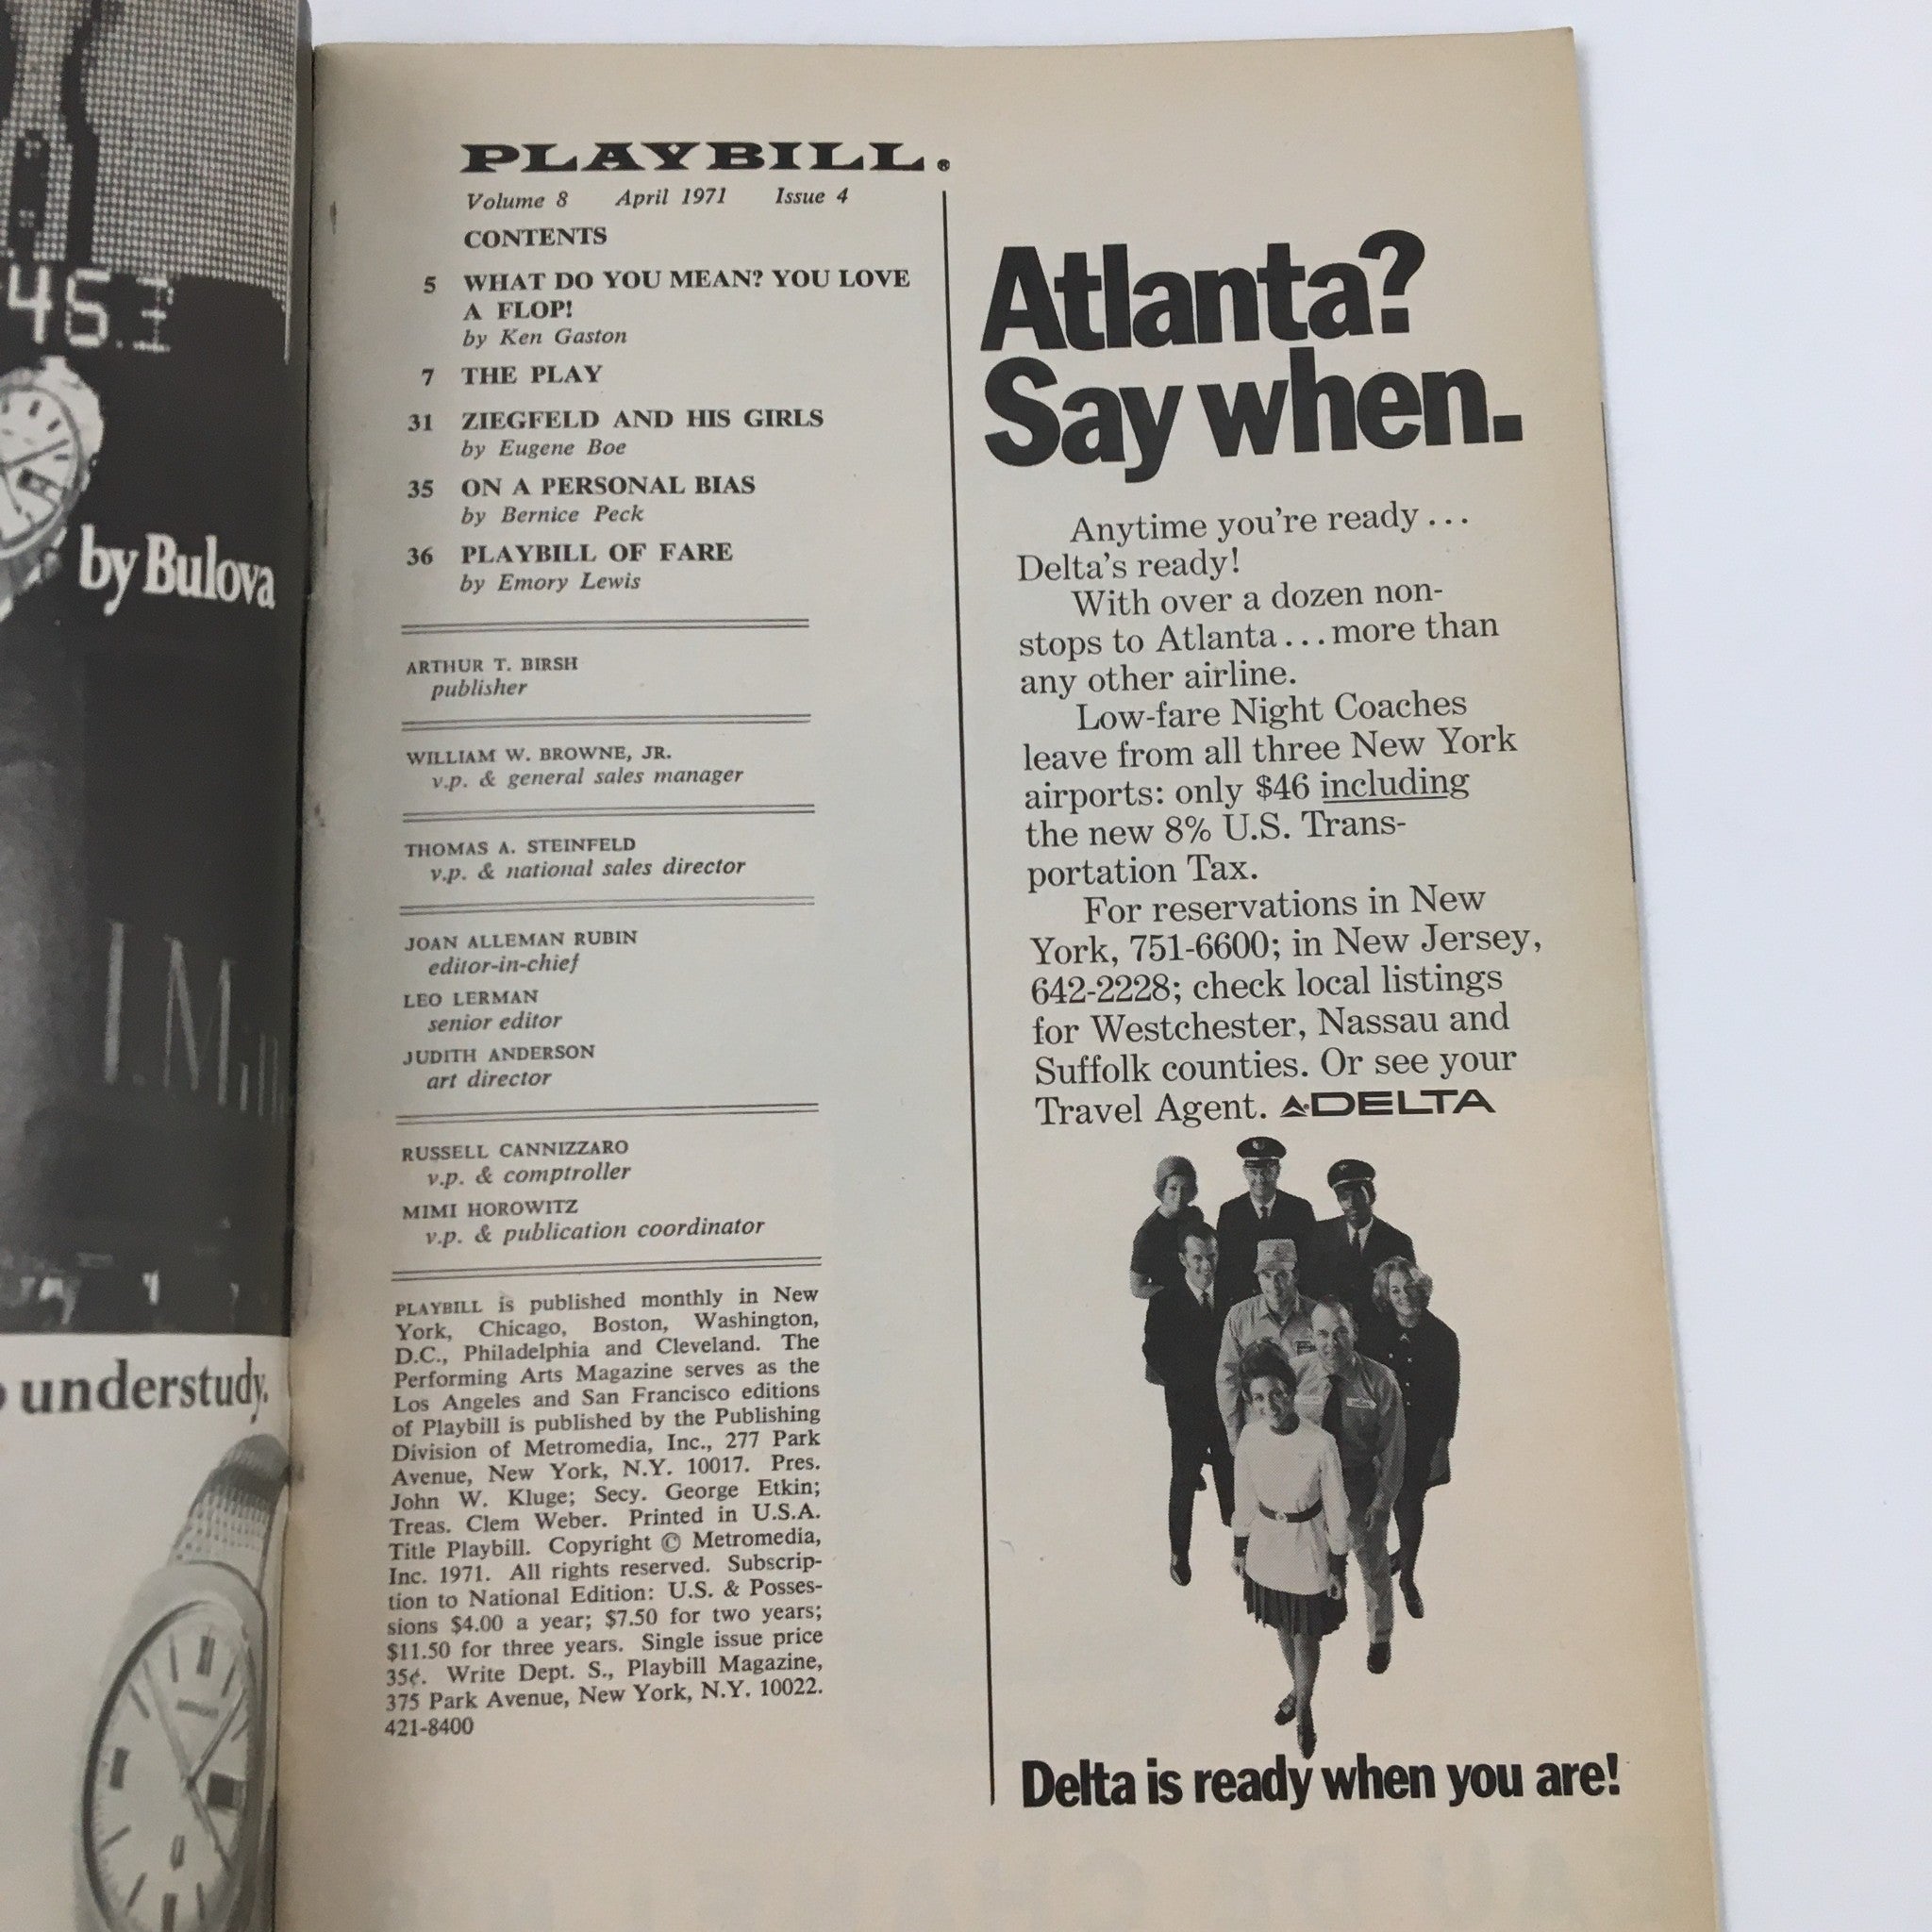 45.3
by Bulova
understudy.
PLAYBILL®
Volume 8 April 1971 Issue 4
CONTENTS
5 WHAT DO YOU MEAN? YOU LOVE
A FLOP!
by Ken Gaston
7 THE PLAY
31 ZIEGFELD AND HIS GIRLS
by Eugene Boe
35 ON A PERSONAL BIAS
by Bernice Peck
36 PLAYBILL OF FARE
by Emory Lewis
ARTHUR T. BIRSH
publisher
WILLIAM W. BROWNE, JR.
v.p. & general sales manager
THOMAS A. STEINFELD
v.p. & national sales director
JOAN ALLEMAN RUBIN
editor-in-chief
LEO LERMAN
senior editor
JUDITH ANDERSON
art director
RUSSELL CANNIZZARO
v.p. & comptroller
MIMI HOROWITZ
v.p. & publication coordinator
PLAYBILL is published monthly in New
York, Chicago, Boston, Washington,
D.C., Philadelphia and Cleveland. The
Performing Arts Magazine serves as the
Los Angeles and San Francisco editions
of Playbill is published by the Publishing
Division of Metromedia, Inc., 277 Park
Avenue, New York, N.Y. 10017. Pres.
John W. Kluge; Secy. George Etkin;
Treas. Clem Weber. Printed in U.S.A.
Title Playbill. Copyright © Metromedia,
Inc. 1971. All rights reserved. Subscrip-
tion to National Edition: U.S. & Posses-
sions $4.00 a year; $7.50 for two years;
$11.50 for three years. Single issue price
35¢. Write Dept. S., Playbill Magazine,
375 Park Avenue, New York, N.Y. 10022.
421-8400
Atlanta?
Say when.
Anytime you're ready...
Delta's ready!
With over a dozen non-
stops to Atlanta...more than
any other airline.
Low-fare Night Coaches
leave from all three New York
airports: only $46 including
the new 8% U.S. Trans-
portation Tax.
For reservations in New
York, 751-6600; in New Jersey,
642-2228; check local listings
for Westchester, Nassau and
Suffolk counties. Or see your
Travel Agent. DELTA
Delta is ready when you are!